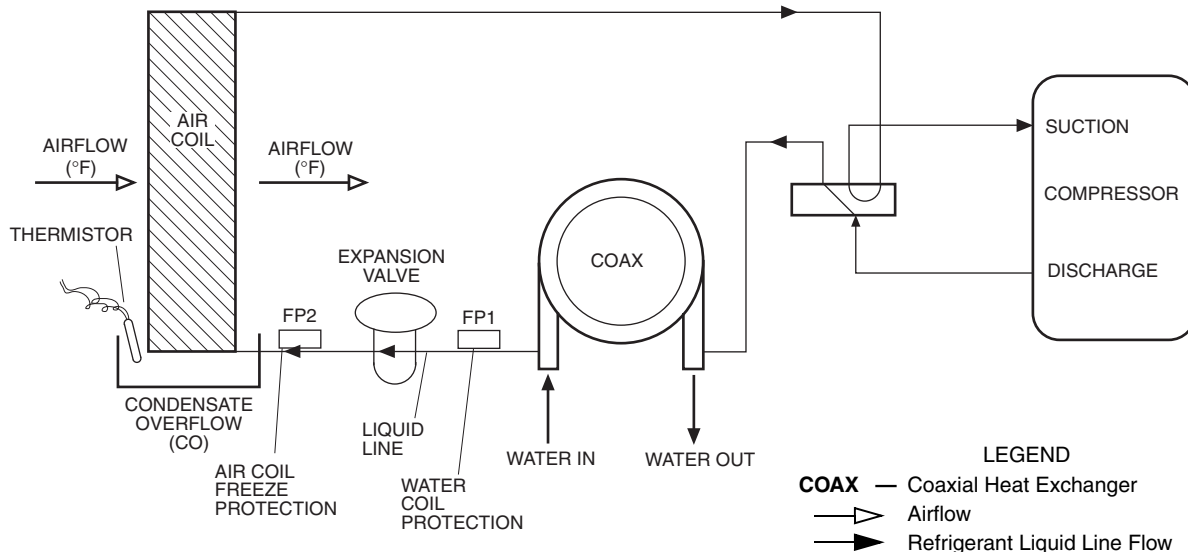 AIR
COIL
AIRFLOW
(°F)
AIRFLOW
(°F)
THERMISTOR
SUCTION
COMPRESSOR
DISCHARGE
EXPANSION
VALVE
COAX
FP2
FP1
CONDENSATE
OVERFLOW
(CO)
AIR COIL
FREEZE
PROTECTION
LIQUID
LINE
WATER
COIL
PROTECTION
WATER IN
WATER OUT
LEGEND
COAX — Coaxial Heat Exchanger
Airflow
Refrigerant Liquid Line Flow